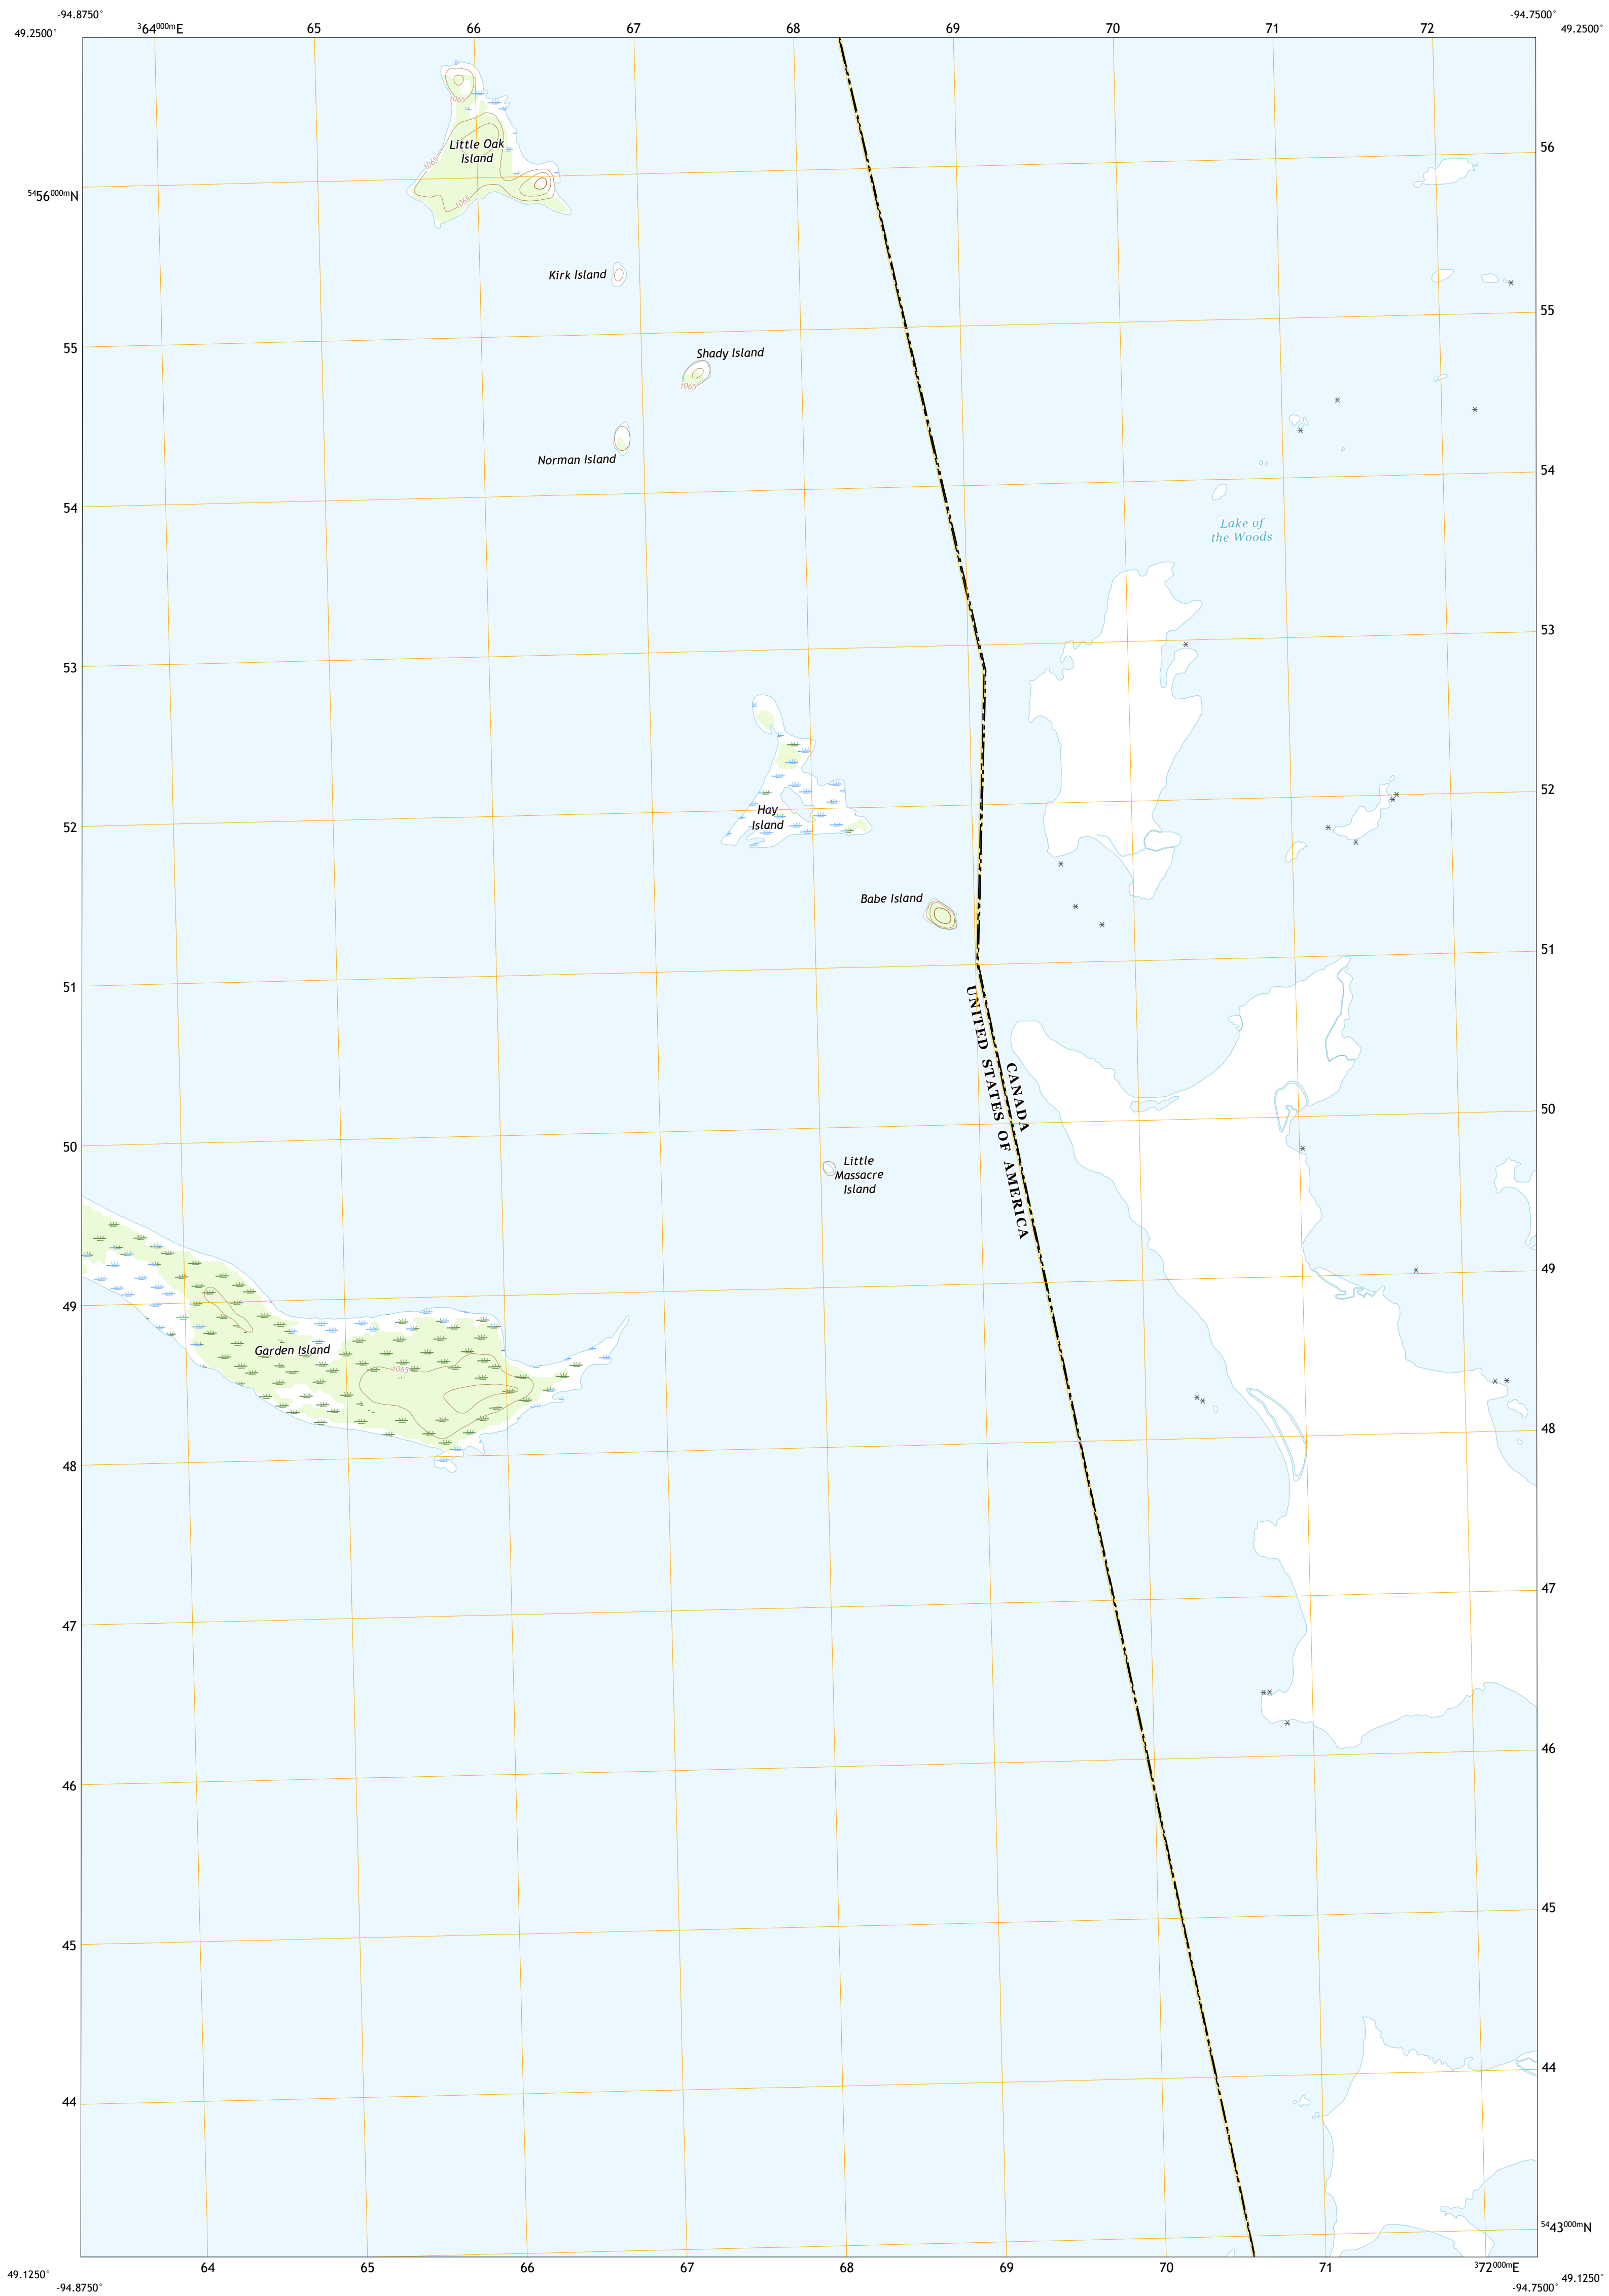 -94.8750°
-94.7500°
49.2500°
³64⁰⁰⁰ᵐE
65
66
67
68
69
70
71
72
49.2500°
1065
Little Oak
Island
1065
56
⁵⁴56⁰⁰⁰ᵐN
1065
Kirk Island
55
55
Shady Island
1065
Norman Island
54
54
Lake of
the Woods
53
53
52
Hay
Island
52
Babe Island
51
51
UNITED STATES OF AMERICA
CANADA
50
50
Little
Massacre
Island
49
49
Garden Island
1065
48
48
47
47
46
46
45
45
44
44
⁵⁴43⁰⁰⁰ᵐN
49.1250°
64
65
66
67
68
69
70
71
³72⁰⁰⁰ᵐE
49.1250°
-94.8750°
-94.7500°